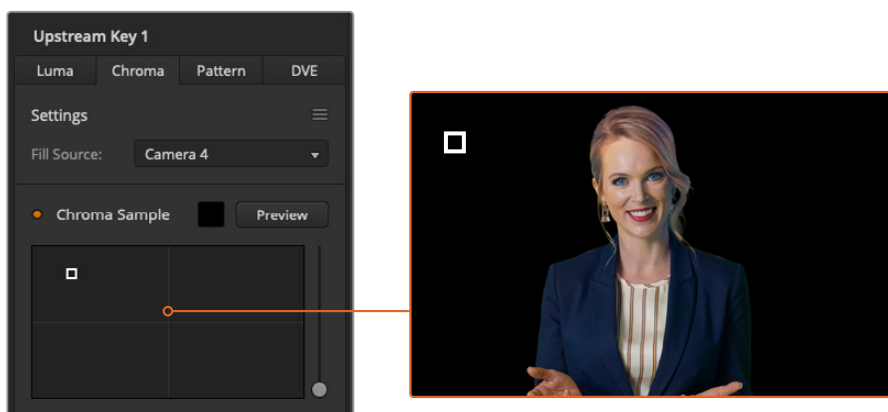 Upstream Key 1
Luma Chroma Pattern DVE
Settings
Fill Source: Camera 4
Chroma Sample Preview